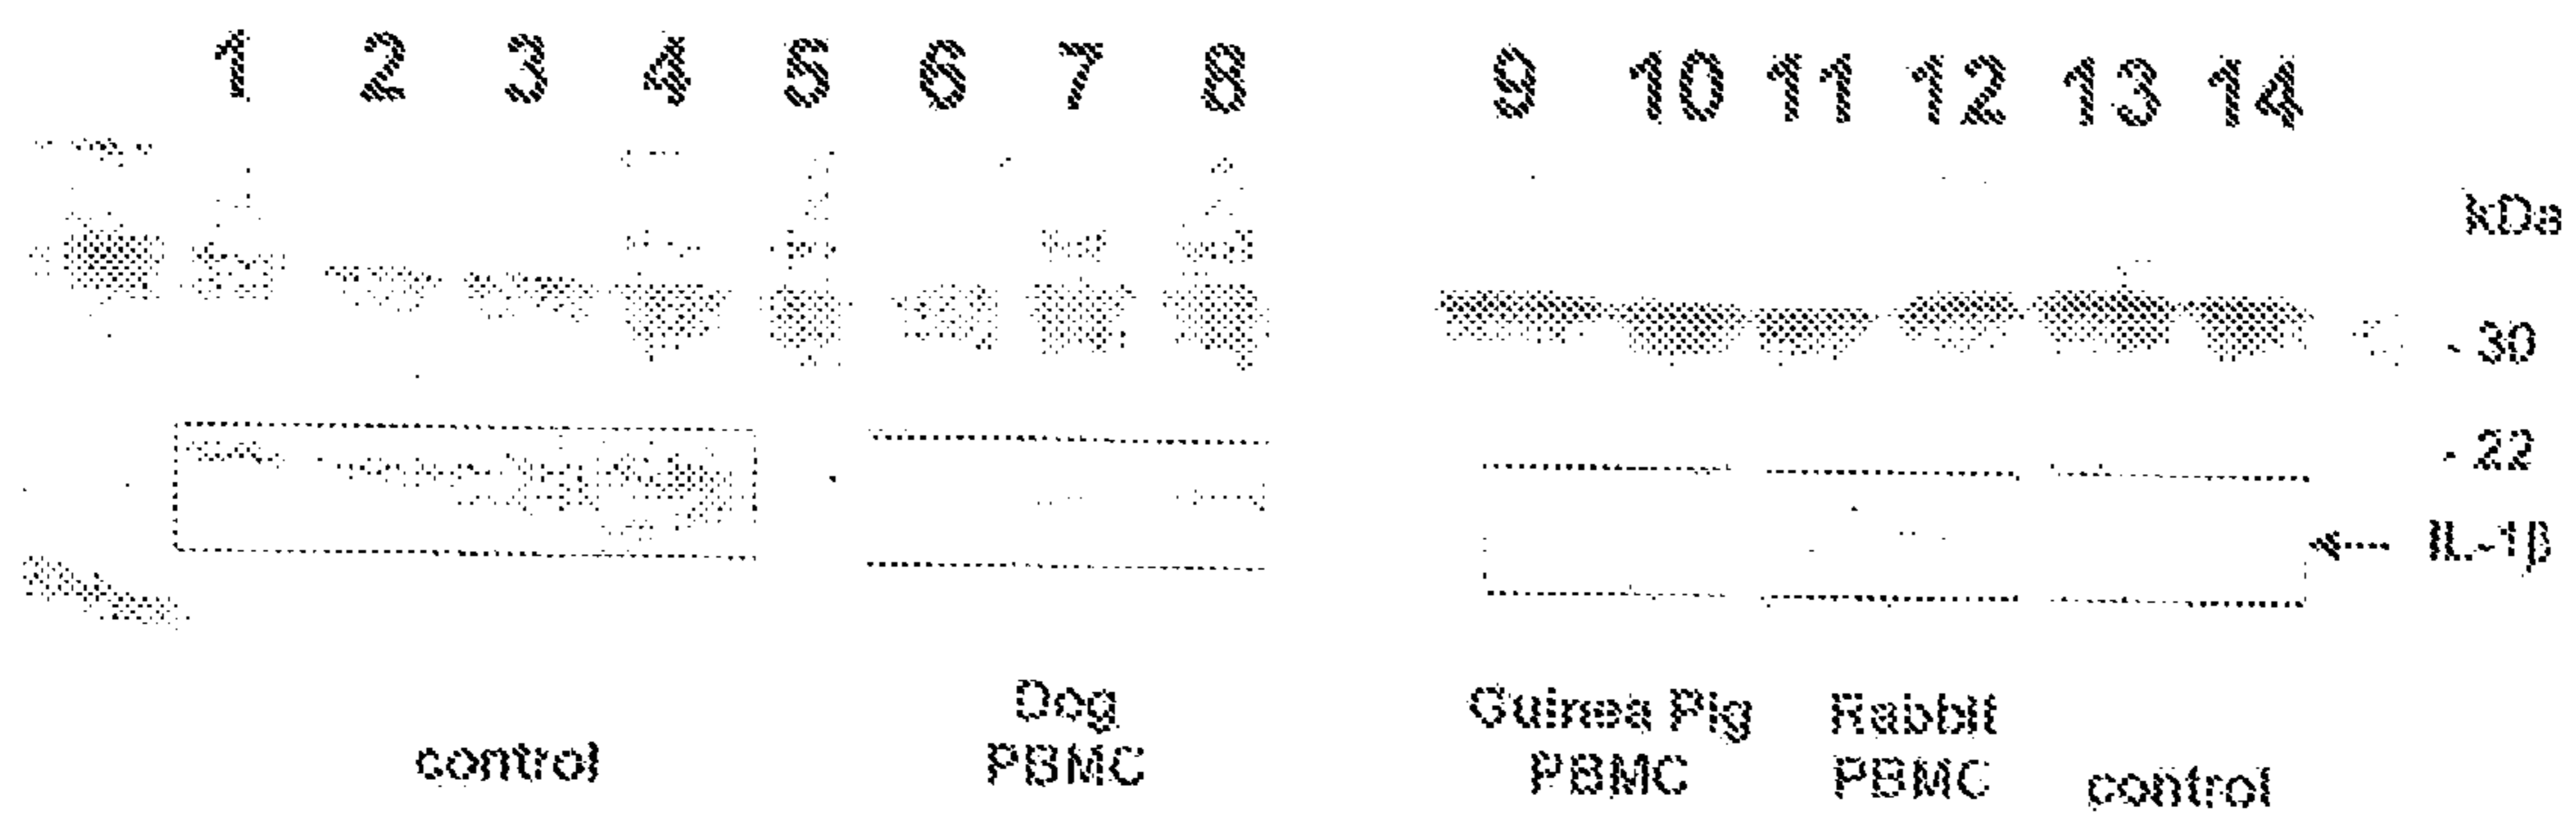 1 2 3 4 5 6 7 8 9 10 11 12 13 14
kDa
- 30
- 22
IL-1β
Dog
PBMC
Guinea Pig
PBMC
Rabbit
PBMC
control
control